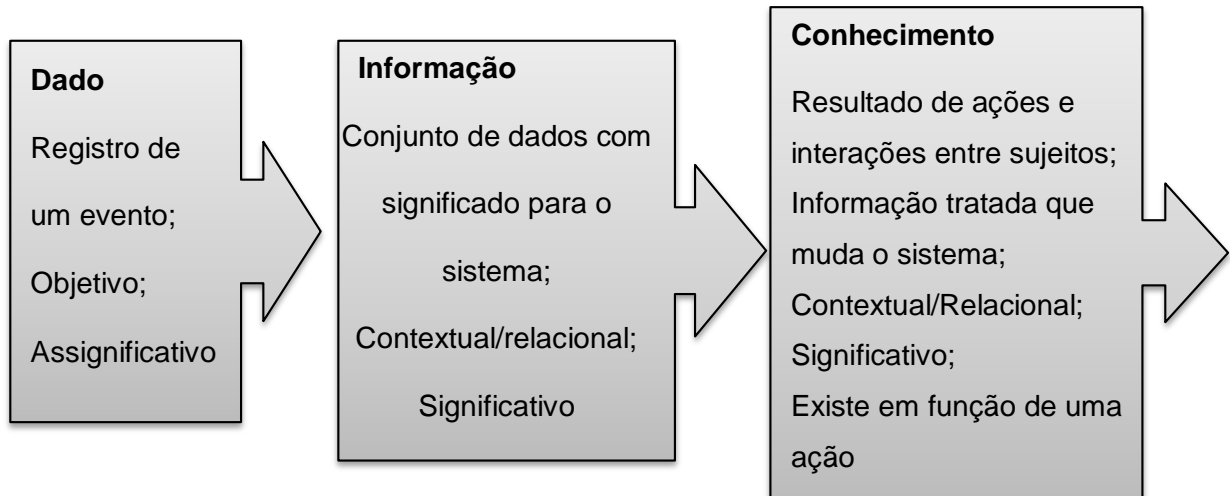 Dado
Registro de
um evento;
Objetivo;
Assignificativo
Informação
Conjunto de dados com
significado para o
sistema;
Contextual/relacional;
Significativo
Conhecimento
Resultado de ações e
interações entre sujeitos;
Informação tratada que
muda o sistema;
Contextual/Relacional;
Significativo;
Existe em função de uma
ação